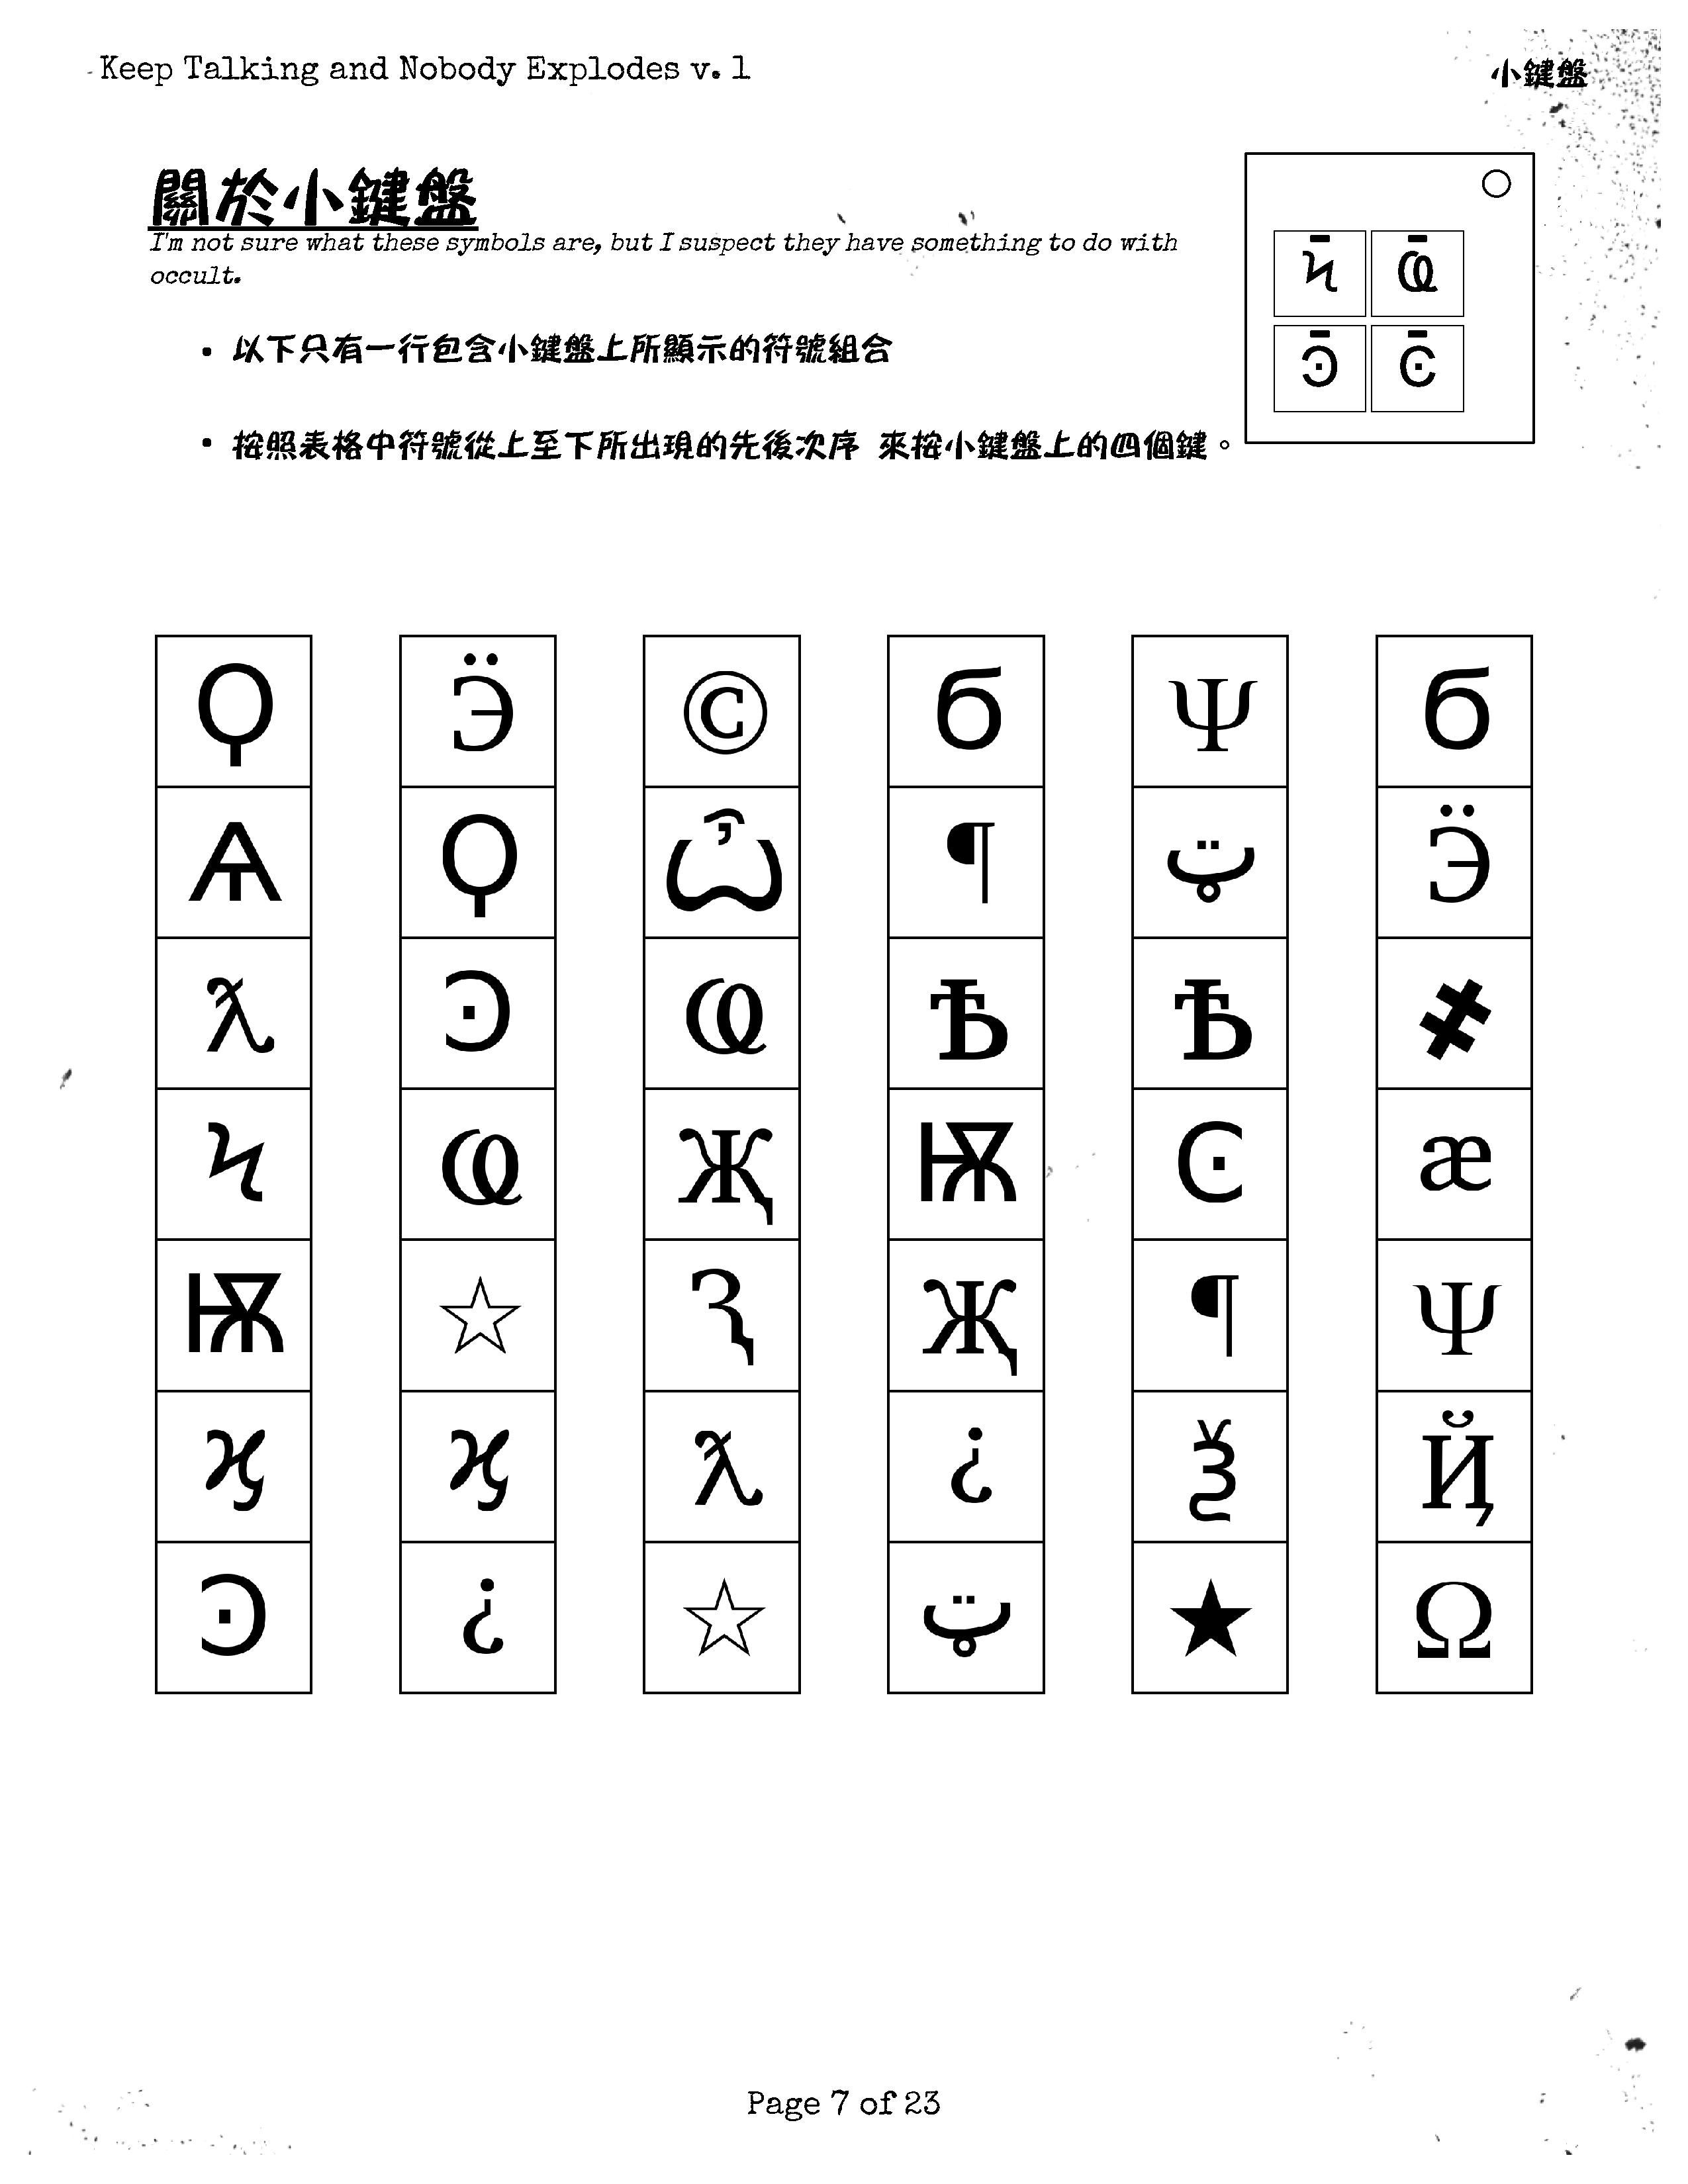 Keep Talking and Nobody Explodes v. 1
小鍵盤
關於小鍵盤
I'm not sure what these symbols are, but I suspect they have something to do with
occult.
• 以下只有一行包含小鍵盤上所顯示的符號組合
• 按照表格中符號從上至下所出現的先後次序 來按小鍵盤上的四個鍵。
Ϟ Ҩ
Ͽ Ͼ
Ϙ Ӭ © б Ψ б
Ѧ Ϙ Ѽ ¶ ټ Ӭ
ƛ Ͽ Ҩ Ѣ Ѣ ҂
Ϟ Ҩ Җ Ѭ Ͼ æ
Ѭ ☆ Ҙ Җ ¶ Ψ
ϗ ϗ ƛ ¿ Ѯ Ҋ
Ͽ ¿ ☆ ټ ★ Ω
Page 7 of 23